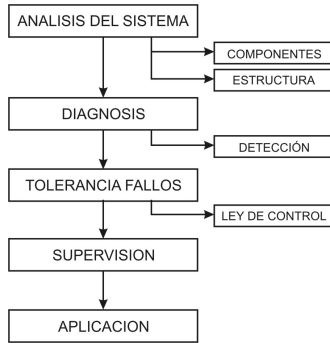 ANALISIS DEL SISTEMA
COMPONENTES
ESTRUCTURA
DIAGNOSIS
DETECCIÓN
TOLERANCIA FALLOS
LEY DE CONTROL
SUPERVISION
APLICACION